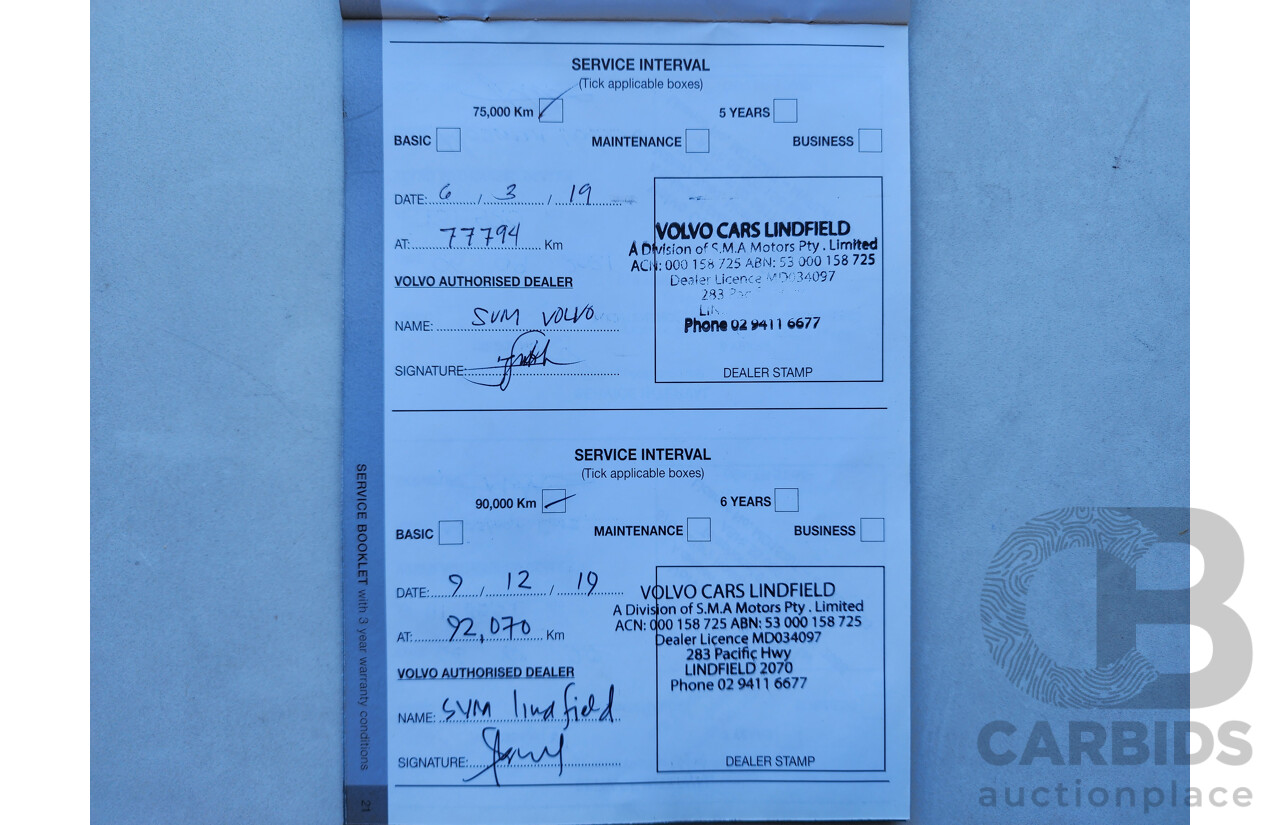 SERVICE INTERVAL
(Tick applicable boxes)
75,000 Km 5 YEARS
BASIC MAINTENANCE BUSINESS
DATE: 6 / 3 / 19
AT: 77794 Km
VOLVO AUTHORISED DEALER
NAME: SVM VOLVO
SIGNATURE:
VOLVO CARS LINDFIELD
A Division of S.M.A Motors Pty . Limited
ACN: 000 158 725 ABN: 53 000 158 725
Dealer Licence MD034097
283
Phone 02 9411 6677
DEALER STAMP
SERVICE INTERVAL
(Tick applicable boxes)
90,000 Km 6 YEARS
BASIC MAINTENANCE BUSINESS
DATE: 9 / 12 / 19
AT: 92,070 Km
VOLVO AUTHORISED DEALER
NAME: SVM lindfield
SIGNATURE:
VOLVO CARS LINDFIELD
A Division of S.M.A Motors Pty . Limited
ACN: 000 158 725 ABN: 53 000 158 725
Dealer Licence MD034097
283 Pacific Hwy
LINDFIELD 2070
Phone 02 9411 6677
DEALER STAMP
SERVICE BOOKLET with 3 year warranty conditions
21
CB
CARBIDS
auctionplace